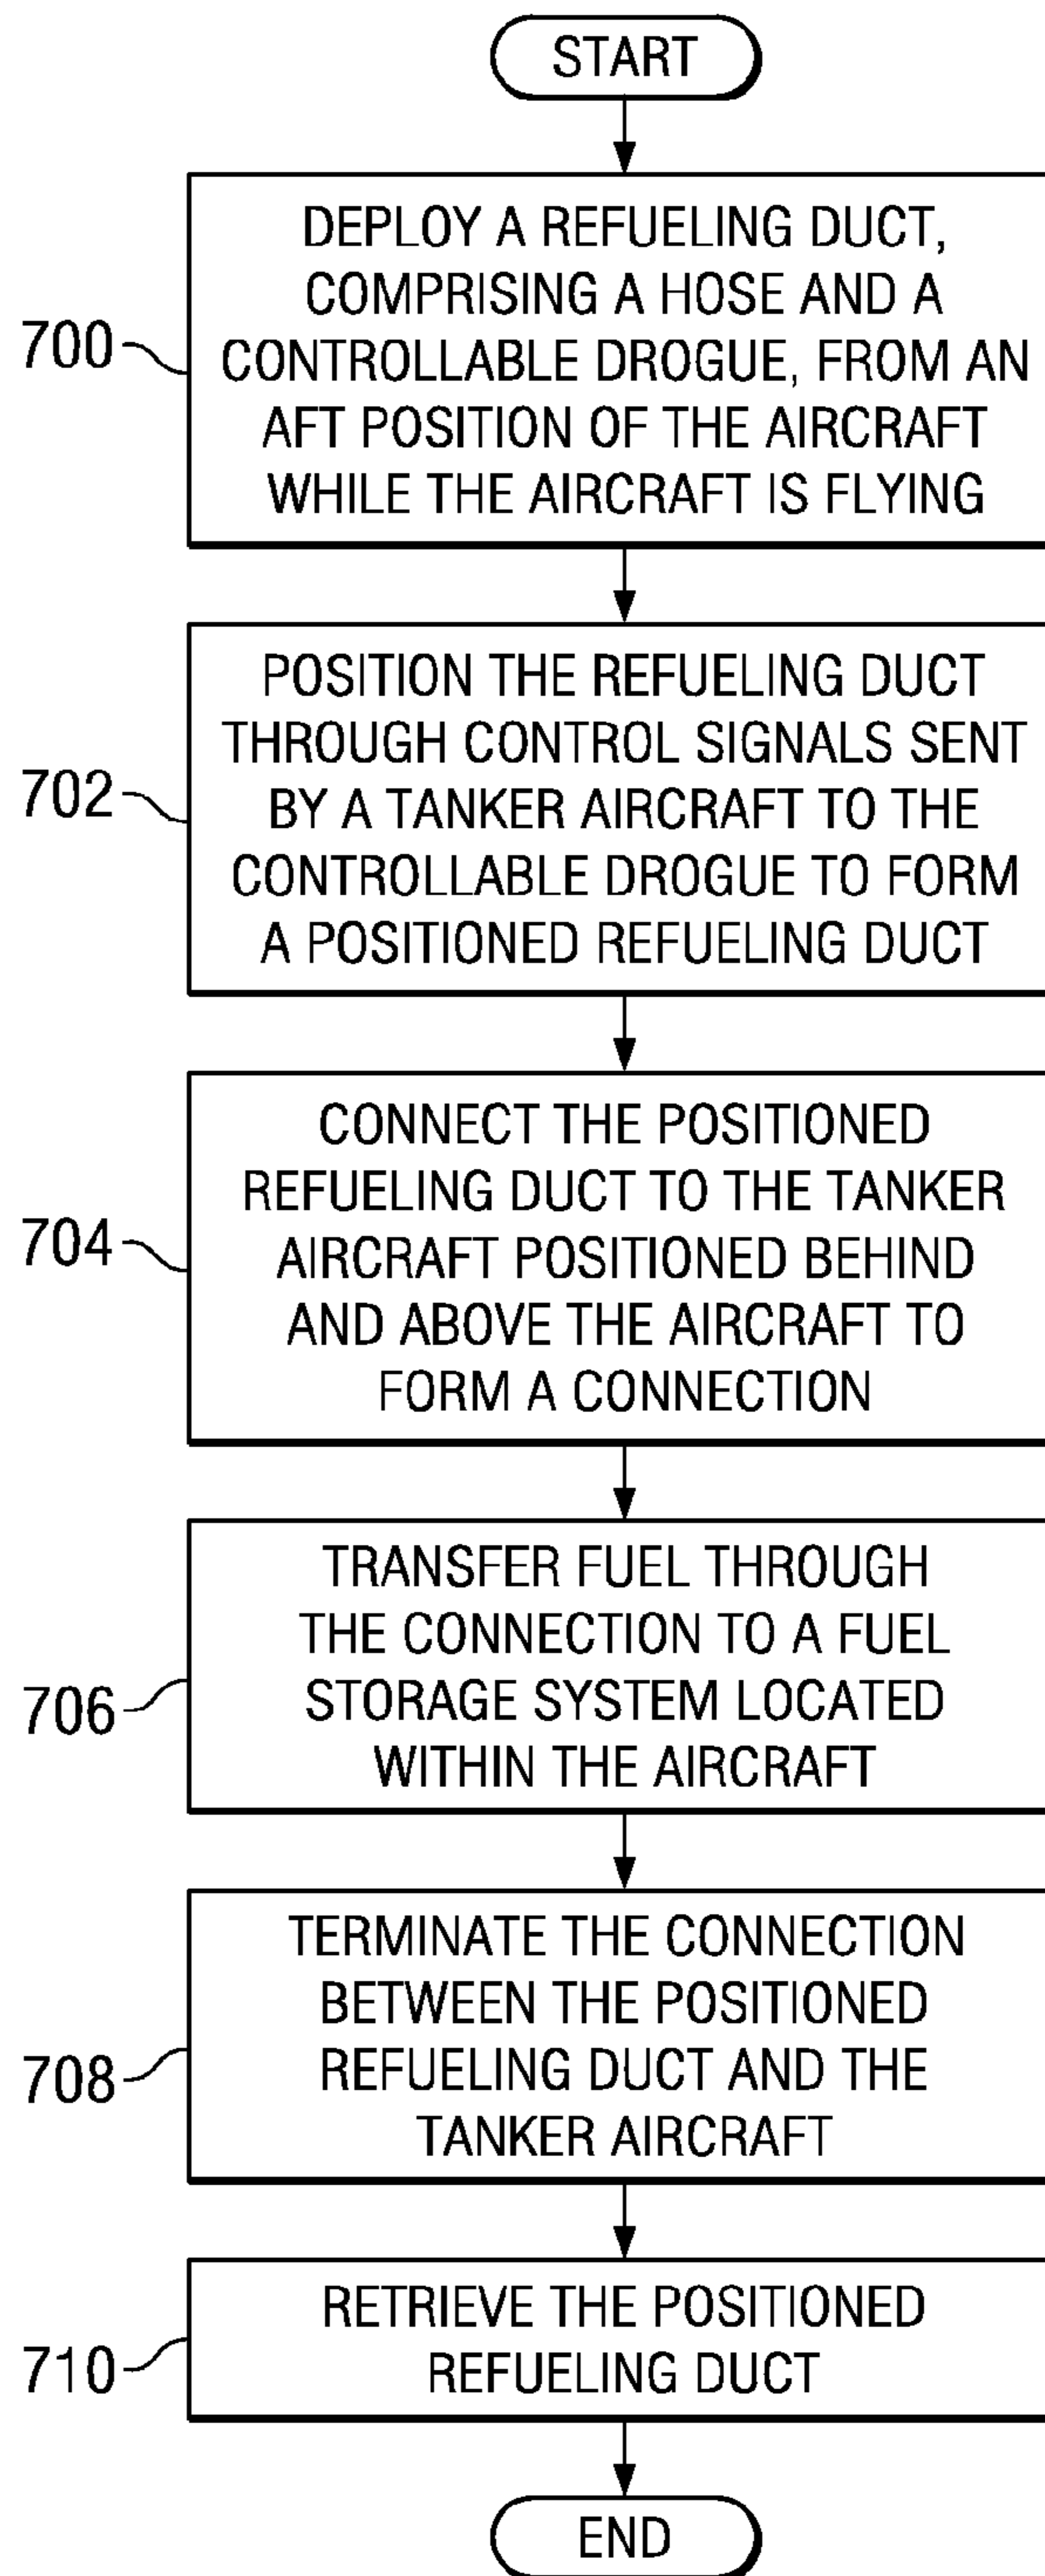 START
700
DEPLOY A REFUELING DUCT,
COMPRISING A HOSE AND A
CONTROLLABLE DROGUE, FROM AN
AFT POSITION OF THE AIRCRAFT
WHILE THE AIRCRAFT IS FLYING
702
POSITION THE REFUELING DUCT
THROUGH CONTROL SIGNALS SENT
BY A TANKER AIRCRAFT TO THE
CONTROLLABLE DROGUE TO FORM
A POSITIONED REFUELING DUCT
704
CONNECT THE POSITIONED
REFUELING DUCT TO THE TANKER
AIRCRAFT POSITIONED BEHIND
AND ABOVE THE AIRCRAFT TO
FORM A CONNECTION
706
TRANSFER FUEL THROUGH
THE CONNECTION TO A FUEL
STORAGE SYSTEM LOCATED
WITHIN THE AIRCRAFT
708
TERMINATE THE CONNECTION
BETWEEN THE POSITIONED
REFUELING DUCT AND THE
TANKER AIRCRAFT
710
RETRIEVE THE POSITIONED
REFUELING DUCT
END